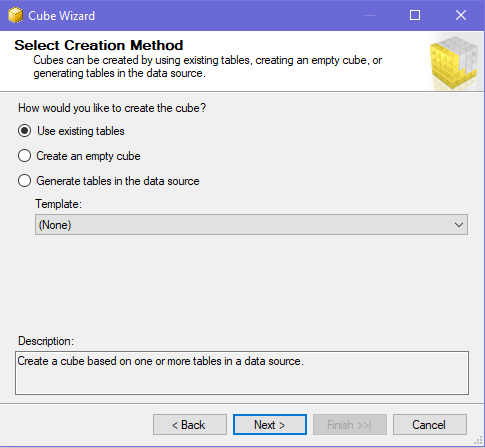 Cube Wizard
Select Creation Method
Cubes can be created by using existing tables, creating an empty cube, or
generating tables in the data source.
How would you like to create the cube?
Use existing tables
Create an empty cube
Generate tables in the data source
Template:
(None)
Description:
Create a cube based on one or more tables in a data source.
< Back
Next >
Finish >>|
Cancel